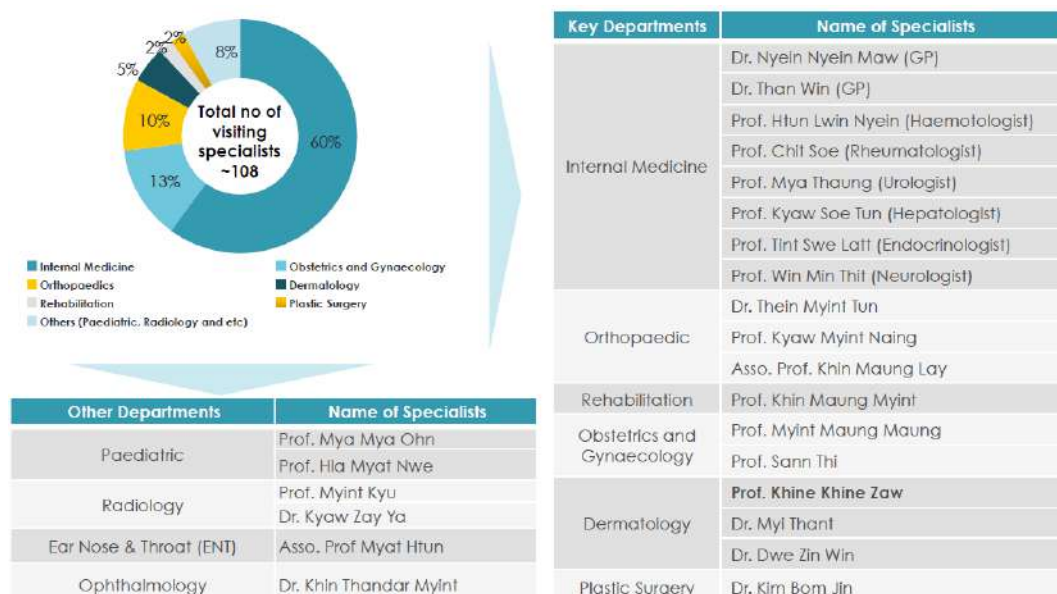 2%
2%
8%
5%
10%
13%
60%
Total no of
visiting
specialists
~108
Internal Medicine
Obstetrics and Gynaecology
Orthopaedics
Dermatology
Rehabilitation
Plastic Surgery
Others (Paediatric, Radiology and etc)
Other Departments Name of Specialists
Paediatric
Prof. Mya Mya Ohn
Prof. Hla Myat Nwe
Radiology
Prof. Myint Kyu
Dr. Kyaw Zay Ya
Ear Nose & Throat (ENT) Asso. Prof Myat Htun
Ophthalmology Dr. Khin Thandar Myint
Key Departments Name of Specialists
Internal Medicine
Dr. Nyein Nyein Maw (GP)
Dr. Than Win (GP)
Prof. Htun Lwin Nyein (Haemotologist)
Prof. Chit Soe (Rheumatologist)
Prof. Mya Thaung (Urologist)
Prof. Kyaw Soe Tun (Hepatologist)
Prof. Tint Swe Latt (Endocrinologist)
Prof. Win Min Thit (Neurologist)
Orthopaedic
Dr. Thein Myint Tun
Prof. Kyaw Myint Naing
Asso. Prof. Khin Maung Lay
Rehabilitation Prof. Khin Maung Myint
Obstetrics and
Gynaecology
Prof. Myint Maung Maung
Prof. Sann Thi
Dermatology
Prof. Khine Khine Zaw
Dr. Myi Thant
Dr. Dwe Zin Win
Plastic Surgery Dr. Kim Bom Jin